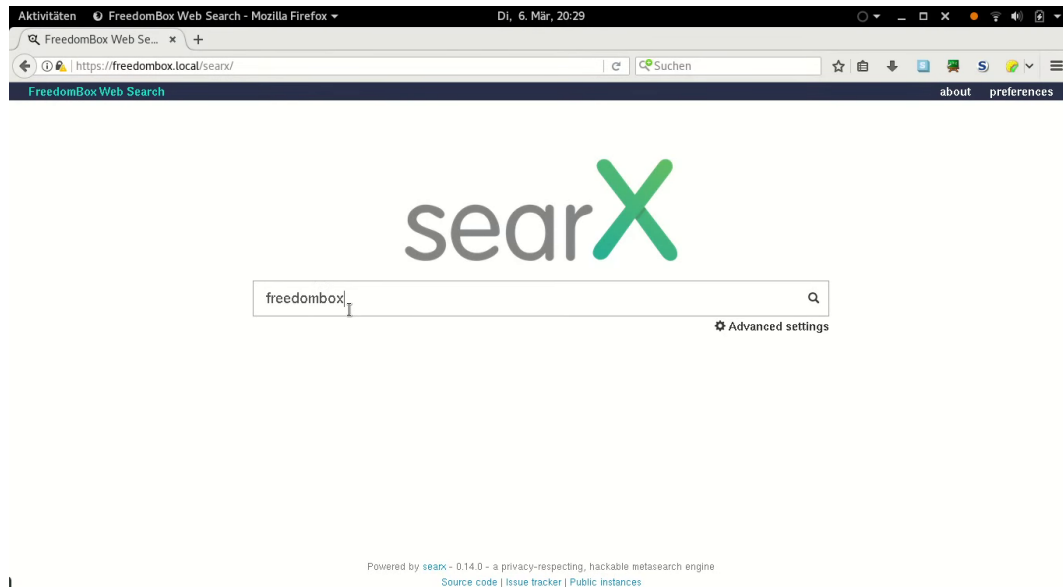 Aktivitäten FreedomBox Web Search - Mozilla Firefox Di, 6. Mär, 20:29
FreedomBox Web Se... × +
https://freedombox.local/searx/ Suchen
FreedomBox Web Search about preferences
searX
freedombox
Advanced settings
Powered by searx - 0.14.0 - a privacy-respecting, hackable metasearch engine
Source code | Issue tracker | Public instances